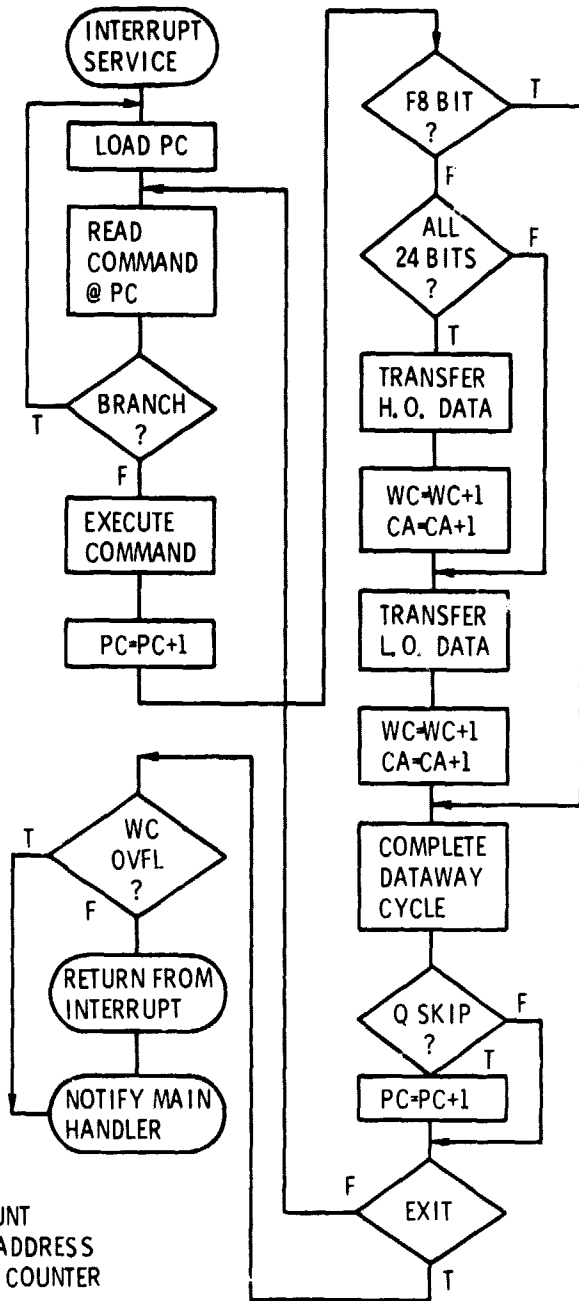 INTERRUPT
SERVICE
LOAD PC
READ
COMMAND
@ PC
BRANCH
?
T
F
EXECUTE
COMMAND
PC=PC+1
F8 BIT
?
T
F
ALL
24 BITS
?
F
T
TRANSFER
H.O. DATA
WC=WC+1
CA=CA+1
TRANSFER
L.O. DATA
WC=WC+1
CA=CA+1
COMPLETE
DATAWAY
CYCLE
Q SKIP
?
F
T
PC=PC+1
EXIT
F
T
WC
OVFL
?
T
F
RETURN FROM
INTERRUPT
NOTIFY MAIN
HANDLER
UNT
ADDRESS
COUNTER